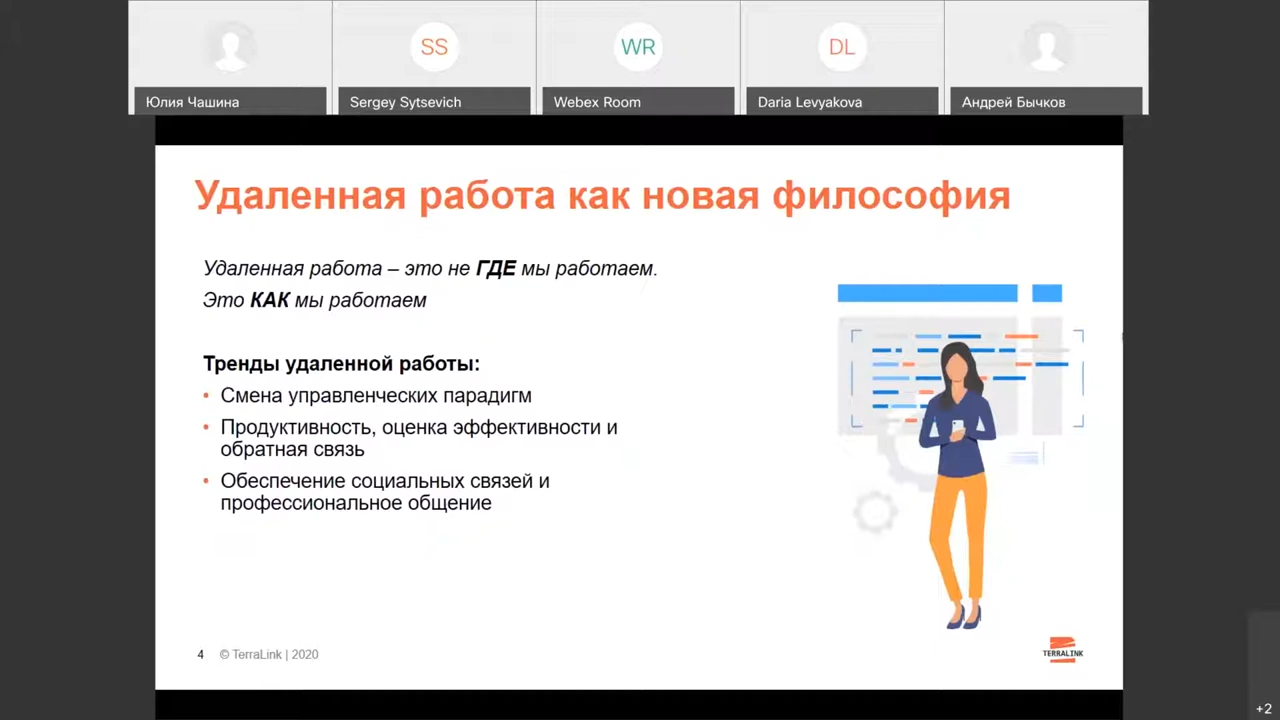 SS
WR
DL
Юлия Чашина
Sergey Sytsevich
Webex Room
Daria Levyakova
Андрей Бычков
Удаленная работа как новая философия
Удаленная работа – это не ГДЕ мы работаем.
Это КАК мы работаем
Тренды удаленной работы:
• Смена управленческих парадигм
• Продуктивность, оценка эффективности и
обратная связь
• Обеспечение социальных связей и
профессиональное общение
4 © TerraLink | 2020
TERRALINK
+2